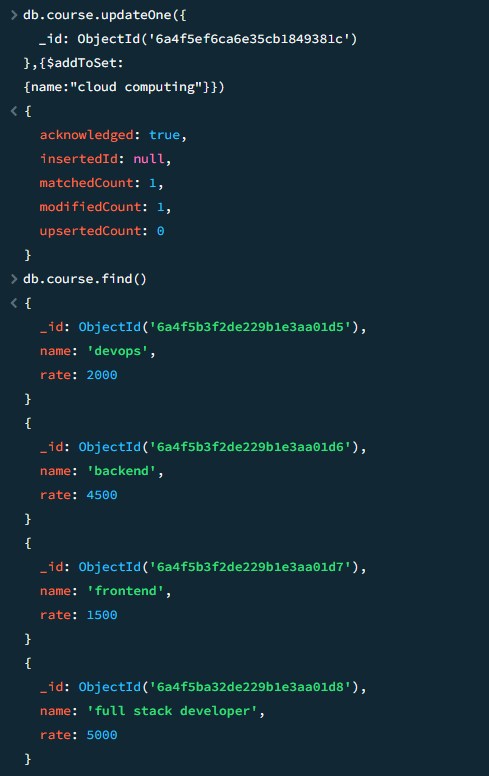 > db.course.updateOne({
_id: ObjectId('6a4f5ef6ca6e35cb1849381c')
},{$addToSet:
{name:"cloud computing"}})
< {
acknowledged: true,
insertedId: null,
matchedCount: 1,
modifiedCount: 1,
upsertedCount: 0
}
> db.course.find()
< {
_id: ObjectId('6a4f5b3f2de229b1e3aa01d5'),
name: 'devops',
rate: 2000
}
{
_id: ObjectId('6a4f5b3f2de229b1e3aa01d6'),
name: 'backend',
rate: 4500
}
{
_id: ObjectId('6a4f5b3f2de229b1e3aa01d7'),
name: 'frontend',
rate: 1500
}
{
_id: ObjectId('6a4f5ba32de229b1e3aa01d8'),
name: 'full stack developer',
rate: 5000
}